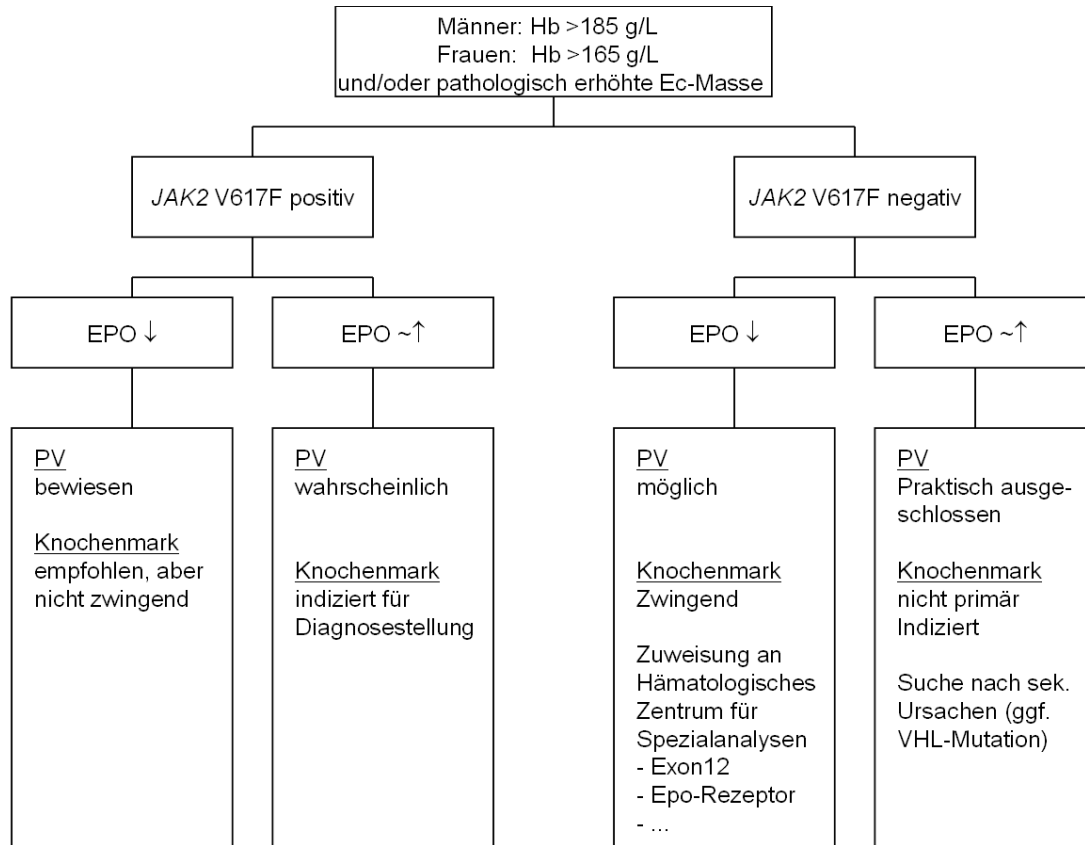 Männer: Hb >185 g/L
Frauen: Hb >165 g/L
und/oder pathologisch erhöhte Ec-Masse
JAK2 V617F positiv
JAK2 V617F negativ
EPO ↓
EPO ~↑
EPO ↓
EPO ~↑
PV
bewiesen
Knochenmark
empfohlen, aber
nicht zwingend
PV
wahrscheinlich
Knochenmark
indiziert für
Diagnosestellung
PV
möglich
Knochenmark
Zwingend
Zuweisung an
Hämatologisches
Zentrum für
Spezialanalysen
- Exon12
- Epo-Rezeptor
- ...
PV
Praktisch ausge-
schlossen
Knochenmark
nicht primär
Indiziert
Suche nach sek.
Ursachen (ggf.
VHL-Mutation)